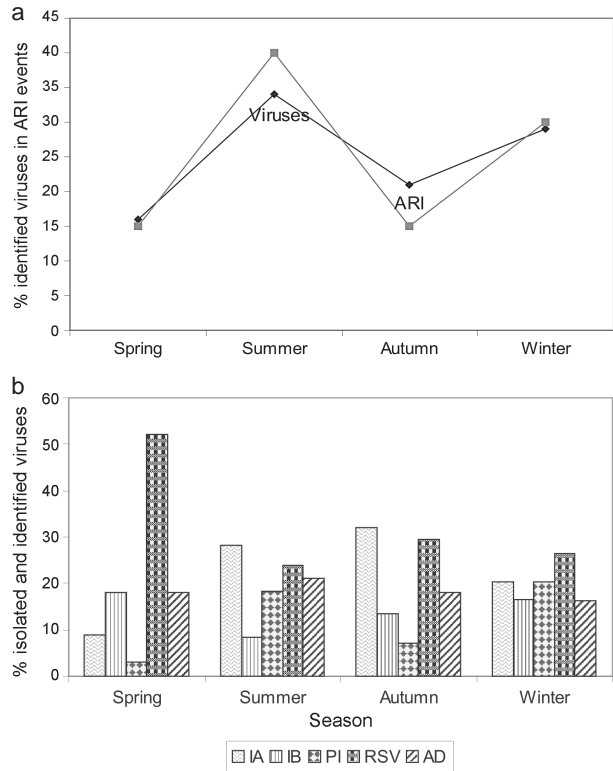 a
% identified viruses in ARI events
45
40
35
30
25
20
15
10
5
0
Viruses
ARI
Spring Summer Autumn Winter
b
% isolated and identified viruses
60
50
40
30
20
10
0
Spring Summer Autumn Winter
Season
IA IB PI RSV AD